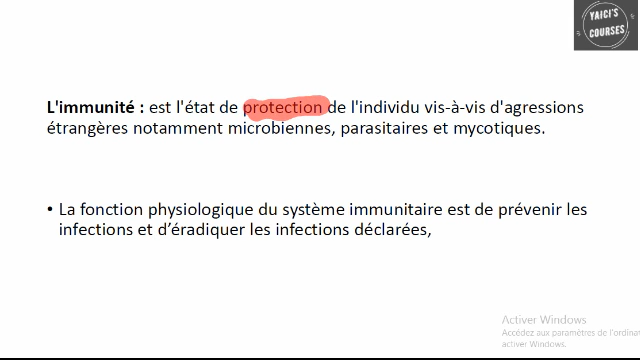 YAICI'S
COURSES
L'immunité : est l'état de protection de l'individu vis-à-vis d'agressions
étrangères notamment microbiennes, parasitaires et mycotiques.
• La fonction physiologique du système immunitaire est de prévenir les
infections et d’éradiquer les infections déclarées,
Activer Windows
Accédez aux paramètres de l'ordina
activer Windows.